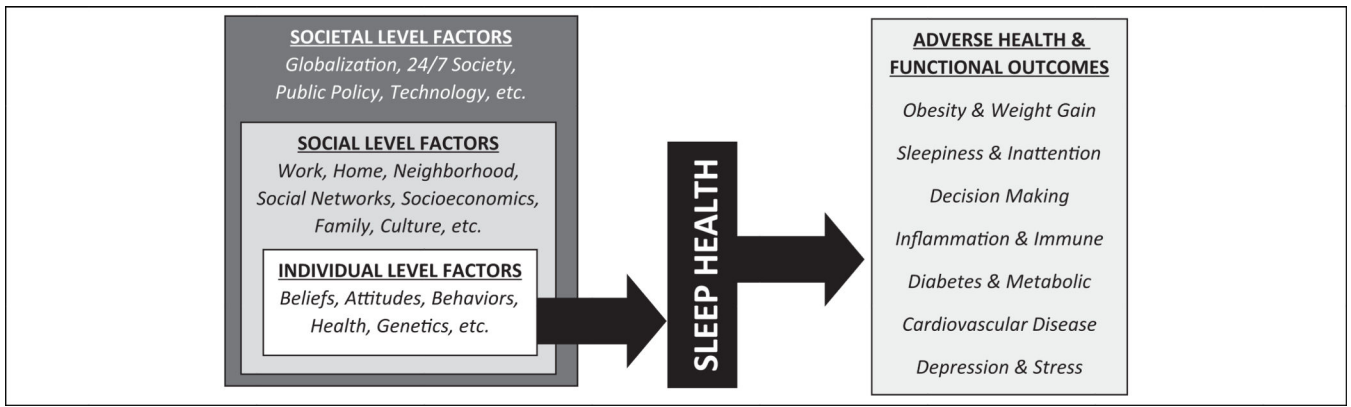 SOCIETAL LEVEL FACTORS
Globalization, 24/7 Society,
Public Policy, Technology, etc.
SOCIAL LEVEL FACTORS
Work, Home, Neighborhood,
Social Networks, Socioeconomics,
Family, Culture, etc.
INDIVIDUAL LEVEL FACTORS
Beliefs, Attitudes, Behaviors,
Health, Genetics, etc.
SLEEP HEALTH
ADVERSE HEALTH &
FUNCTIONAL OUTCOMES
Obesity & Weight Gain
Sleepiness & Inattention
Decision Making
Inflammation & Immune
Diabetes & Metabolic
Cardiovascular Disease
Depression & Stress